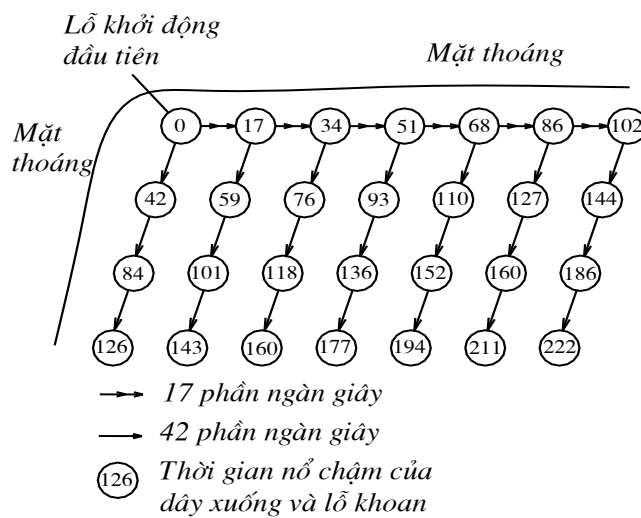 Lỗ khởi động
đầu tiên
Mặt thoáng
Mặt
thoáng
0 17 34 51 68 86 102
42 59 76 93 110 127 144
84 101 118 136 152 160 186
126 143 160 177 194 211 222
17 phần ngàn giây
42 phần ngàn giây
126 Thời gian nổ chậm của
dây xuống và lỗ khoan